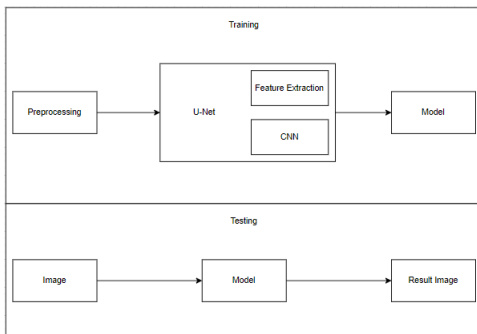 Training
Preprocessing
U-Net
Feature Extraction
CNN
Model
Testing
Image
Model
Result Image